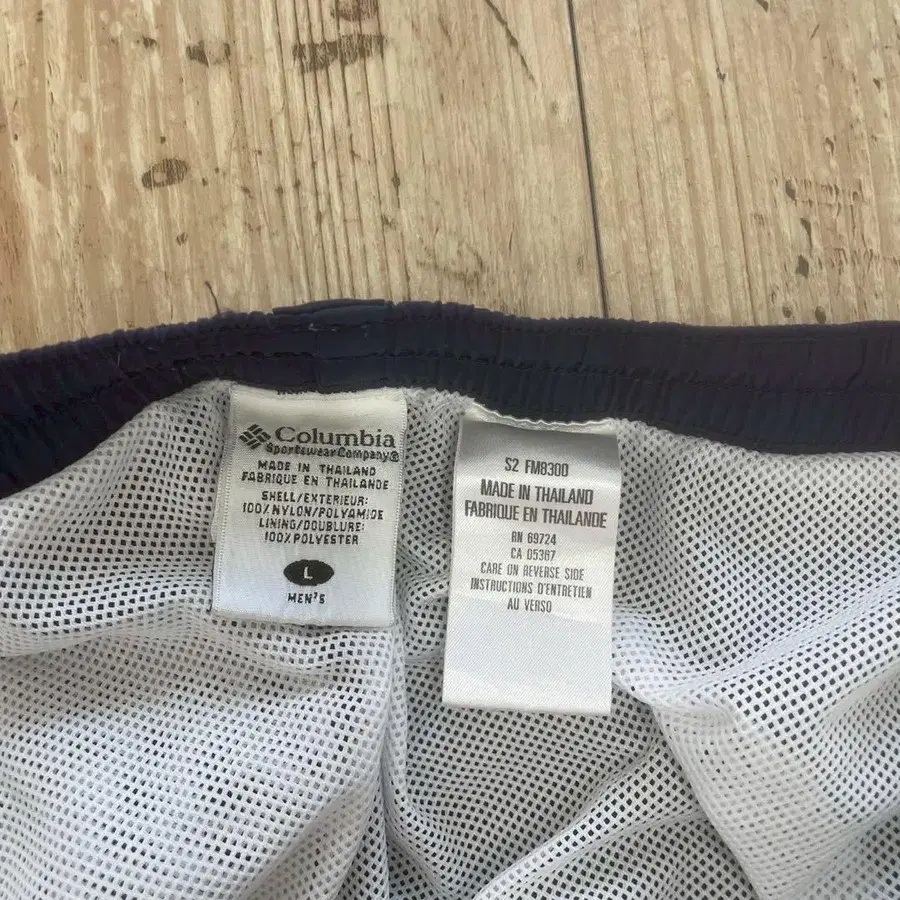 Columbia
Sportswear Company®
MADE IN THAILAND
FABRIQUE EN THAILANDE
SHELL/EXTERIEUR:
100% NYLON/POLYAMIDE
LINING/DOUBLURE:
100% POLYESTER
L
MEN'S
S2 FM8300
MADE IN THAILAND
FABRIQUE EN THAILANDE
RN 69724
CA 05367
CARE ON REVERSE SIDE
INSTRUCTIONS D'ENTRETIEN
AU VERSO